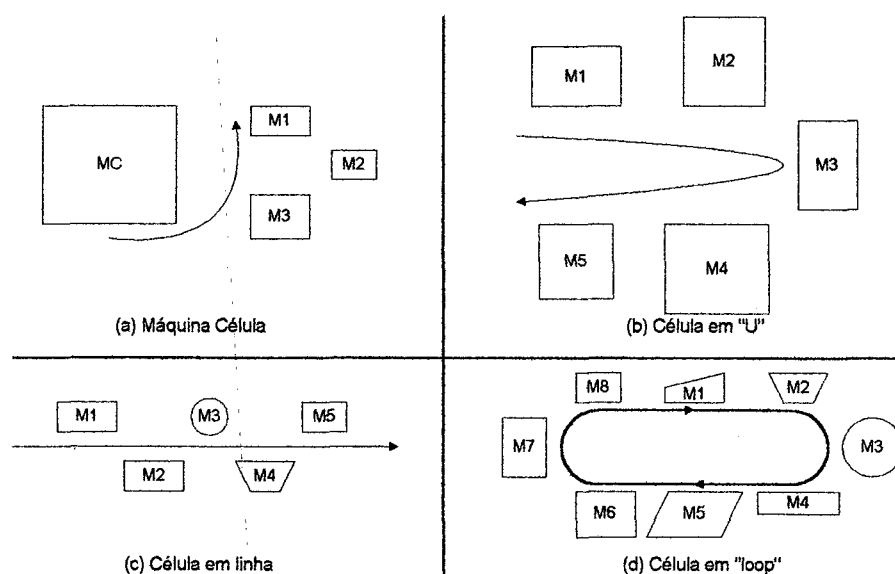 MC
M1
M2
M3
(a) Máquina Célula
M1
M2
M3
M4
M5
(b) Célula em "U"
M1
M3
M5
M2
M4
(c) Célula em linha
M8
M1
M2
M7
M3
M6
M5
M4
(d) Célula em "loop"